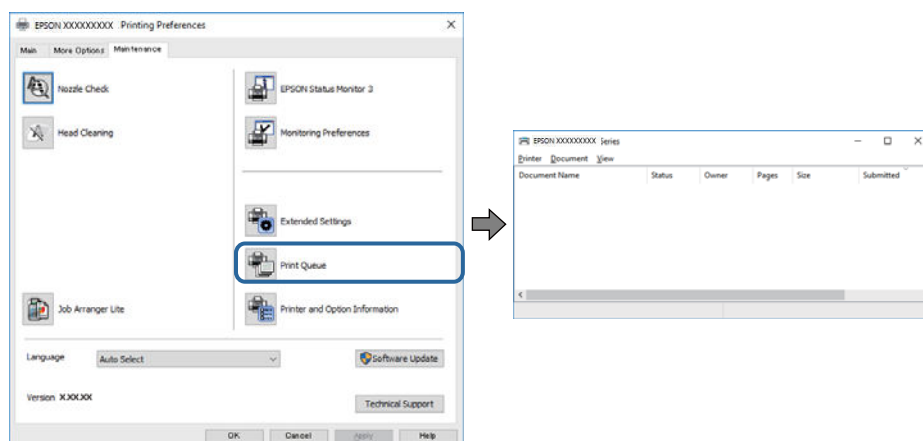 EPSON XXXXXXXXX Printing Preferences
Main More Options Maintenance
Nozzle Check
Head Cleaning
Job Arranger Lite
EPSON Status Monitor 3
Monitoring Preferences
Extended Settings
Print Queue
Printer and Option Information
Language Auto Select Software Update
Version X.XX.XX Technical Support
OK Cancel Apply Help
EPSON XXXXXXXXX Series
Printer Document View
Document Name Status Owner Pages Size Submitted